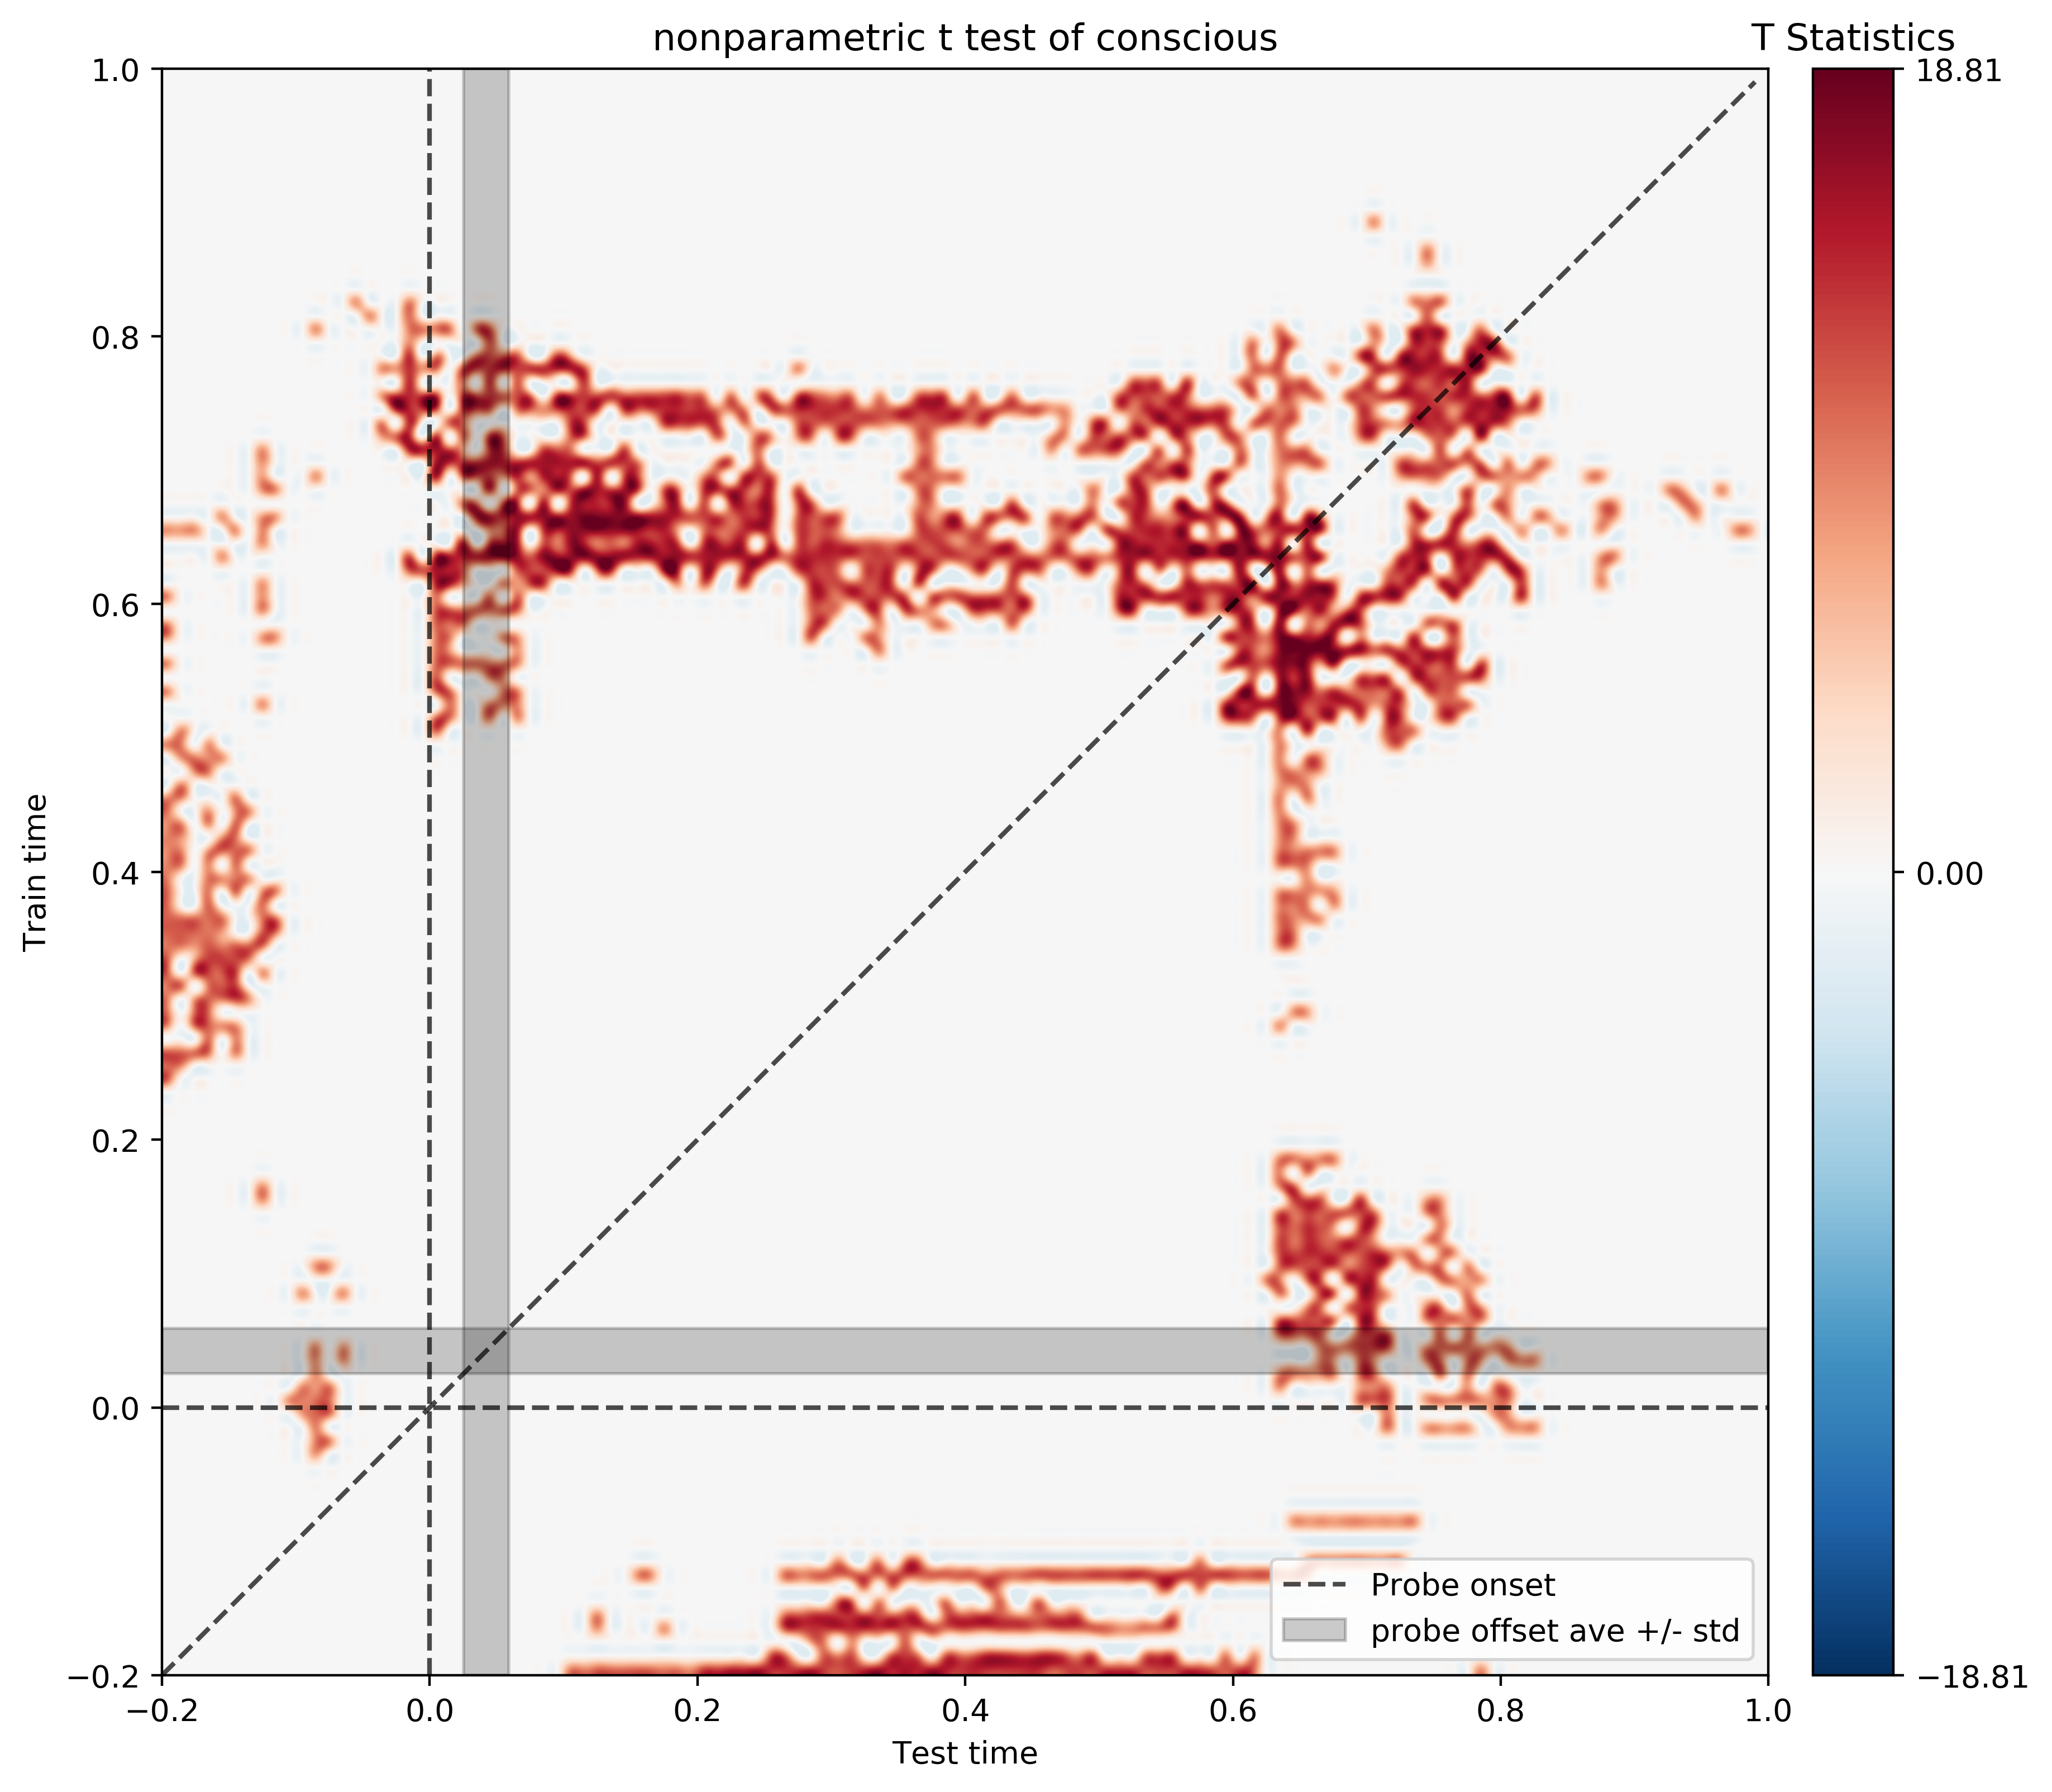 nonparametric t test of conscious
T Statistics
1.0
0.8
0.6
0.4
0.2
0.0
−0.2
Train time
−0.2
0.0
0.2
0.4
0.6
0.8
1.0
Test time
Probe onset
probe offset ave +/- std
18.81
0.00
−18.81